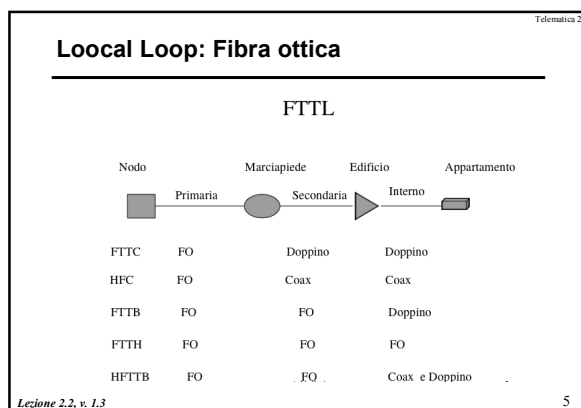 Telematica 2
Loocal Loop: Fibra ottica
FTTL
Nodo Marciapiede Edificio Appartamento
Primaria Secondaria Interno
FTTC FO Doppino Doppino
HFC FO Coax Coax
FTTB FO FO Doppino
FTTH FO FO FO
HFTTB FO FO Coax e Doppino
Lezione 2.2, v. 1.3 5